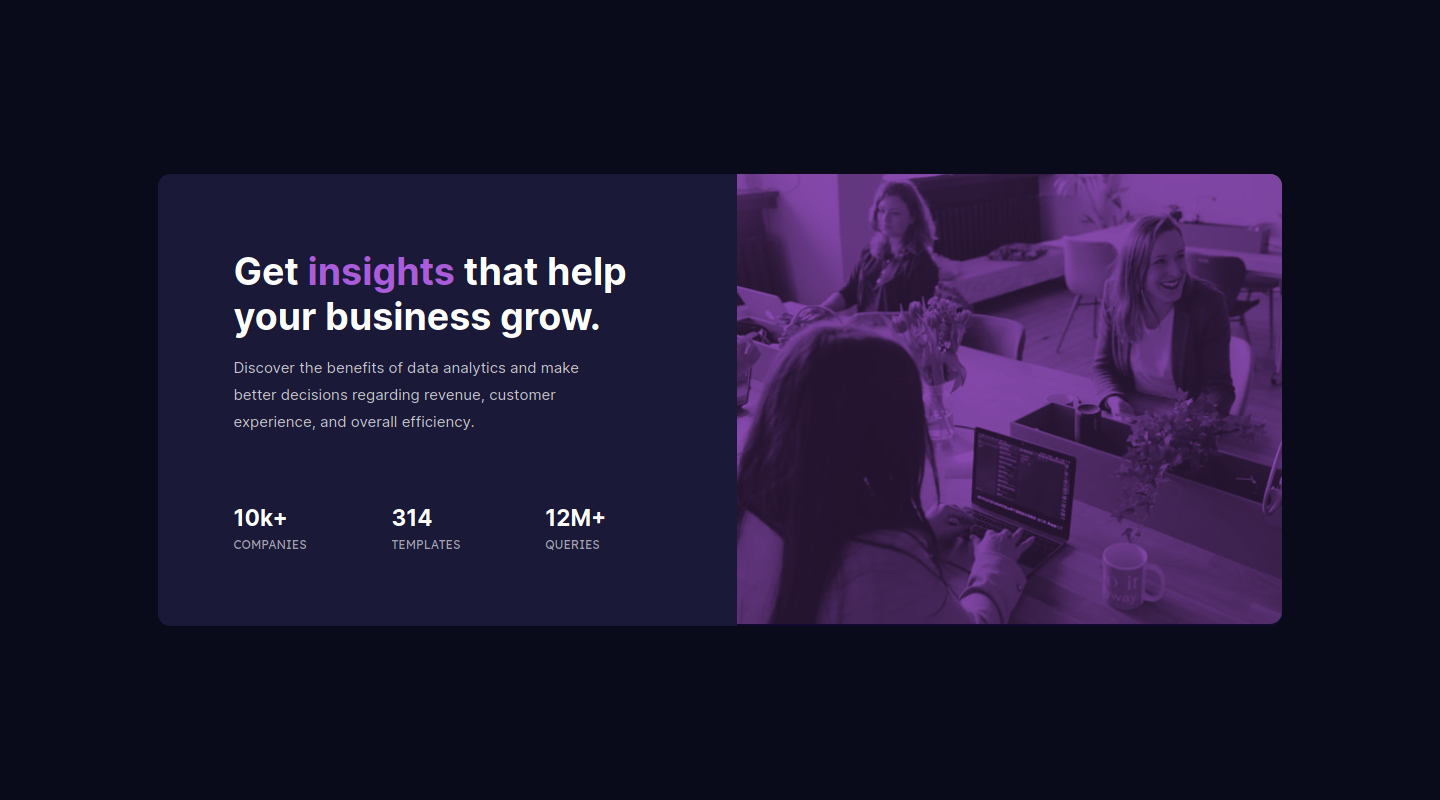 Get insights that help
your business grow.
Discover the benefits of data analytics and make
better decisions regarding revenue, customer
experience, and overall efficiency.
10k+ 314 12M+
COMPANIES TEMPLATES QUERIES